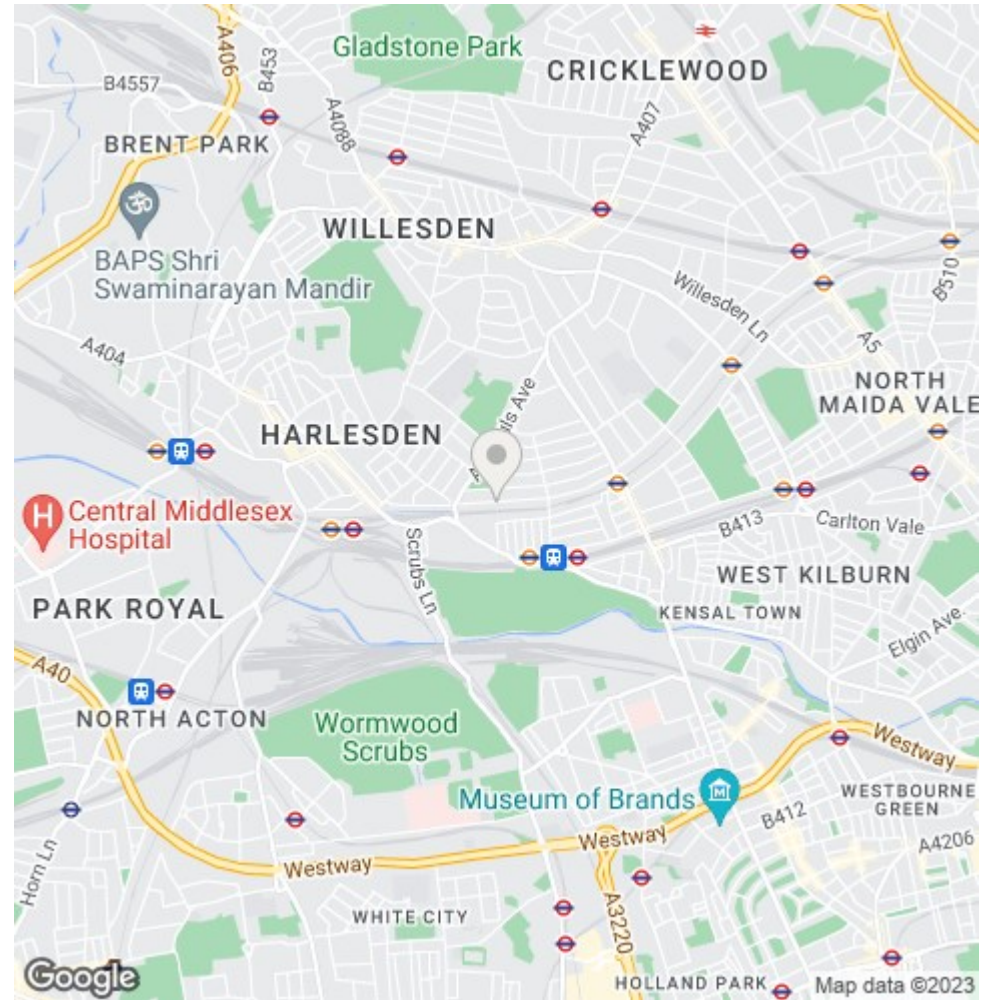 Gladstone Park
CRICKLEWOOD
A406
B453
B4557
A4088
A407
BRENT PARK
WILLESDEN
BAPS Shri
Swaminarayan Mandir
Willesden Ln
B510
A404
A5
NORTH
MAIDA VALE
HARLESDEN
ls Ave
Central Middlesex
Hospital
H
Scrubs Ln
B413
Carlton Vale
WEST KILBURN
PARK ROYAL
KENSAL TOWN
Elgin Ave.
A40
NORTH ACTON
Wormwood
Scrubs
Westway
Museum of Brands
M
WESTBOURNE
GREEN
B412
A4206
Westway
Westway
Horn Ln
WHITE CITY
A3220
HOLLAND PARK
Google
Map data ©2023